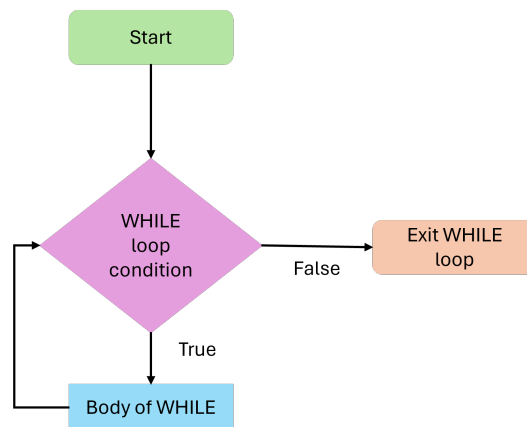 Start
WHILE
loop
condition
False
Exit WHILE
loop
True
Body of WHILE